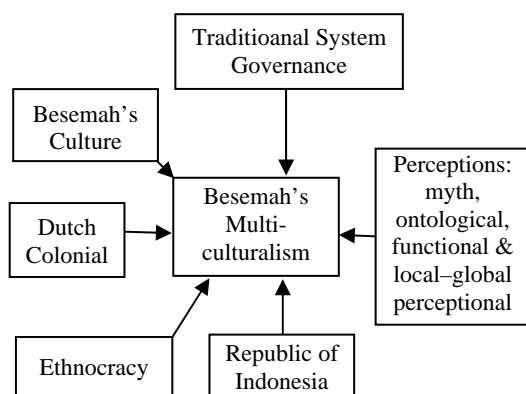 Traditioanal System
Governance
Besemah's
Culture
Besemah's
Multi-
culturalism
Perceptions:
myth,
ontological,
functional &
local–global
perceptional
Dutch
Colonial
Ethnocracy
Republic of
Indonesia